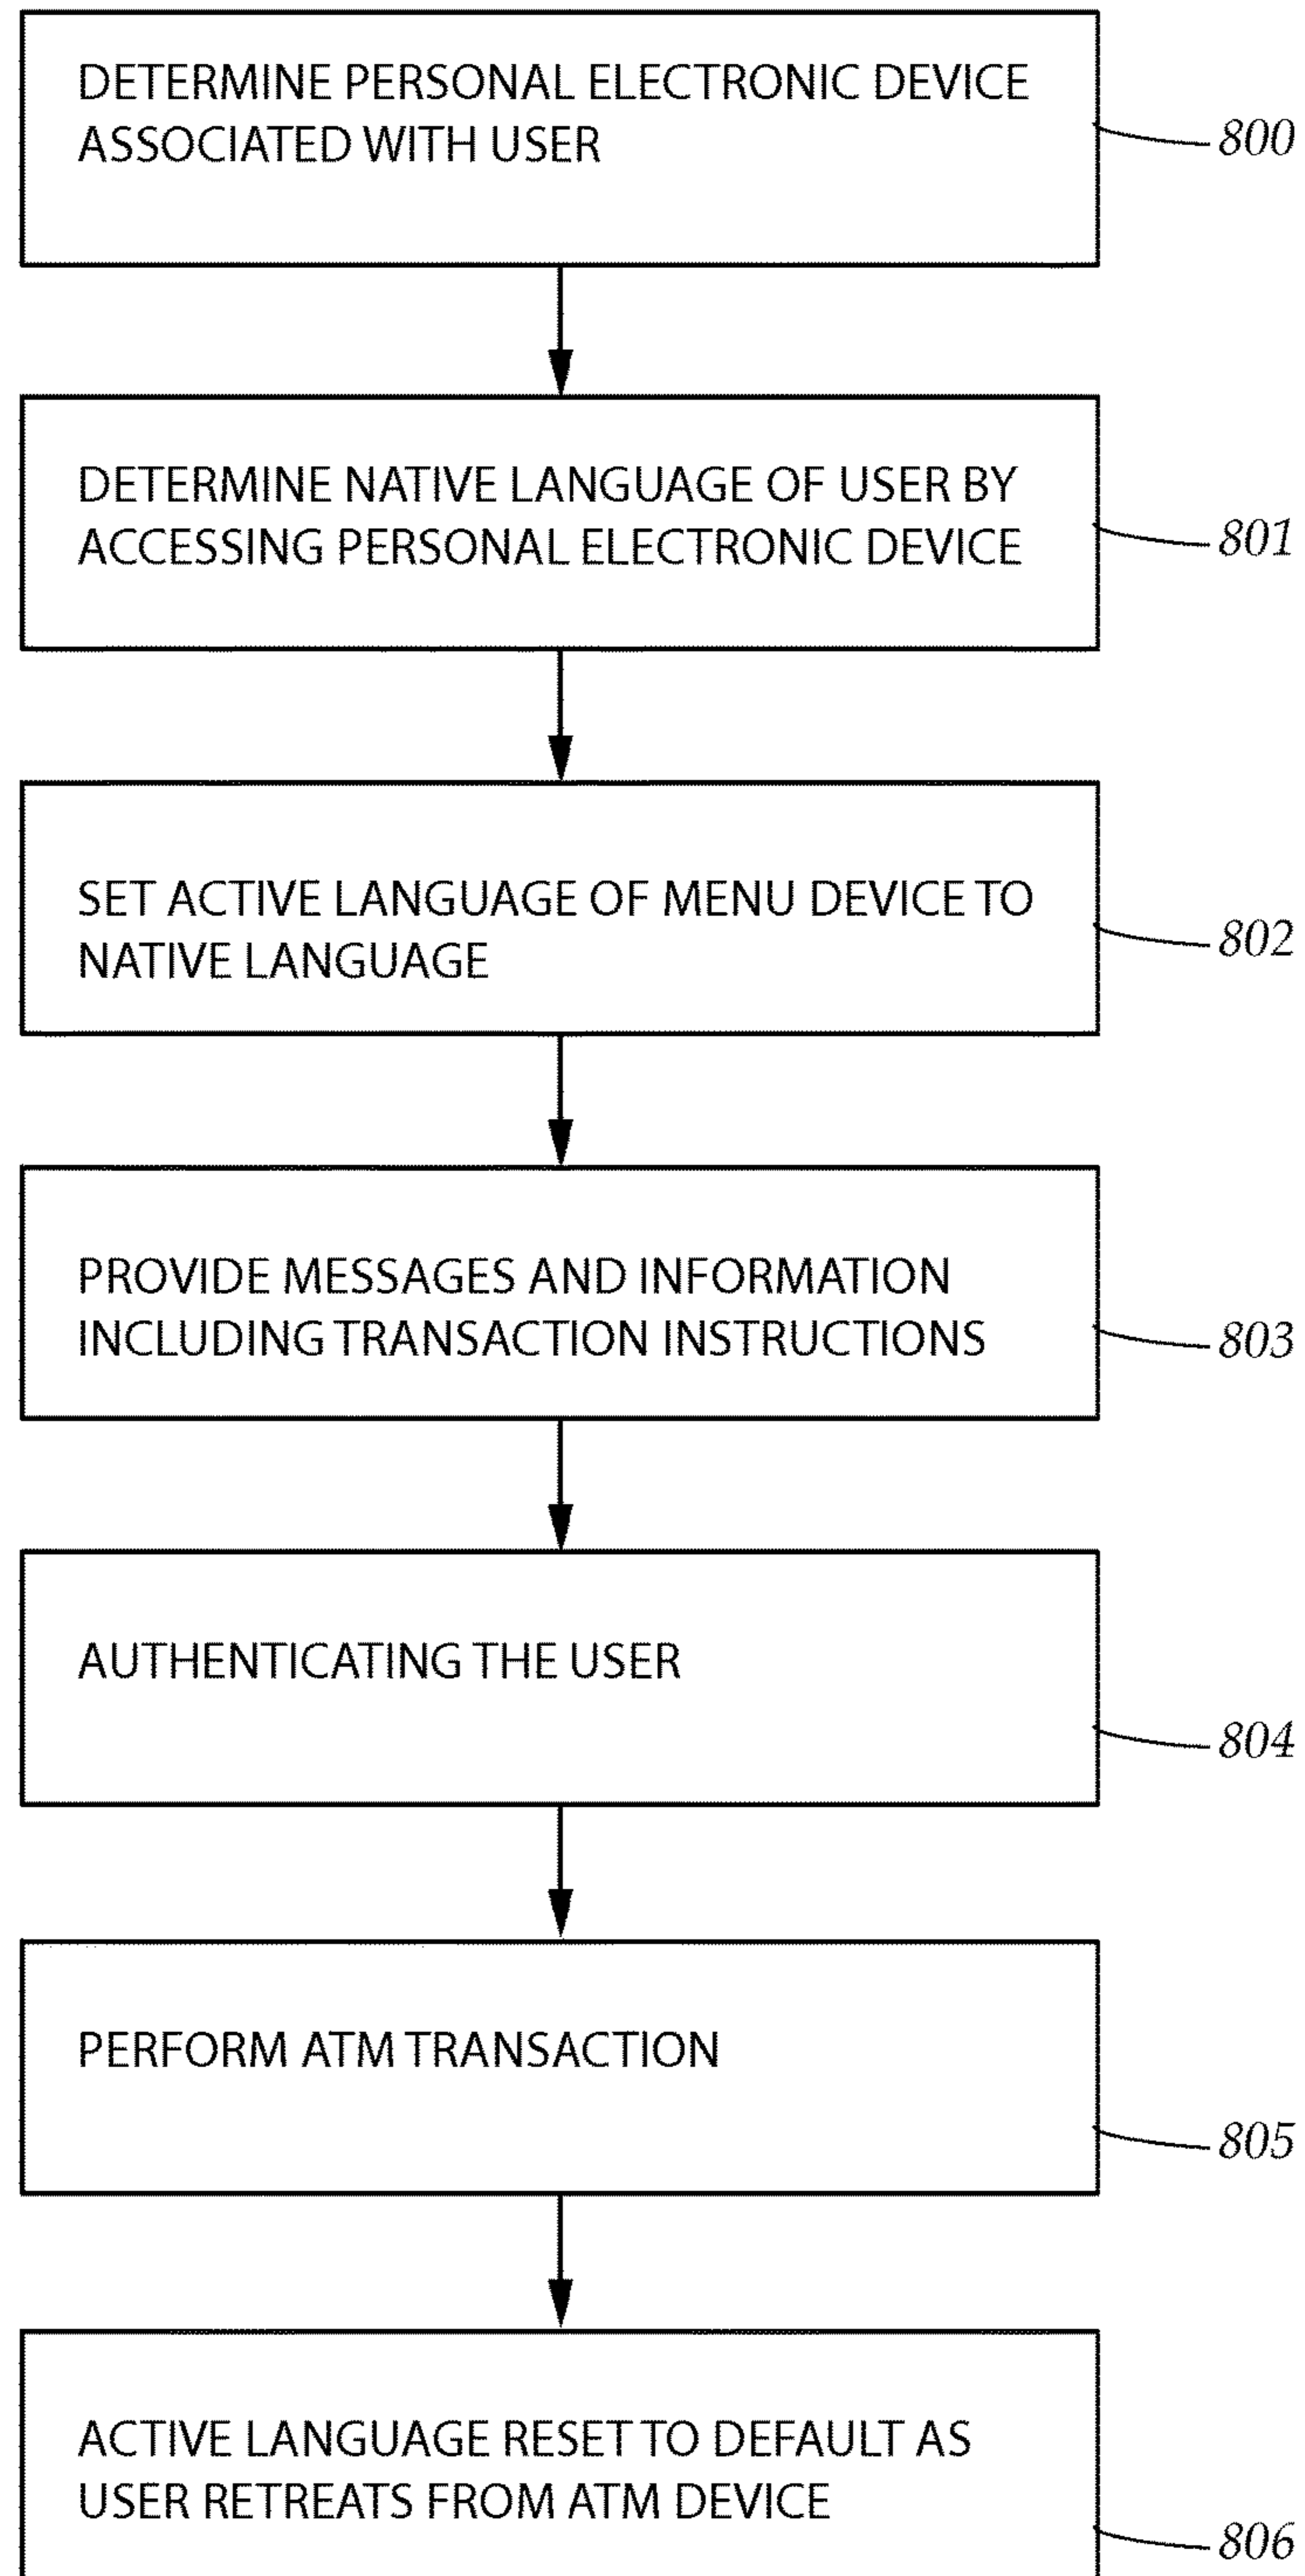 DETERMINE PERSONAL ELECTRONIC DEVICE
ASSOCIATED WITH USER
800
DETERMINE NATIVE LANGUAGE OF USER BY
ACCESSING PERSONAL ELECTRONIC DEVICE
801
SET ACTIVE LANGUAGE OF MENU DEVICE TO
NATIVE LANGUAGE
802
PROVIDE MESSAGES AND INFORMATION
INCLUDING TRANSACTION INSTRUCTIONS
803
AUTHENTICATING THE USER
804
PERFORM ATM TRANSACTION
805
ACTIVE LANGUAGE RESET TO DEFAULT AS
USER RETREATS FROM ATM DEVICE
806